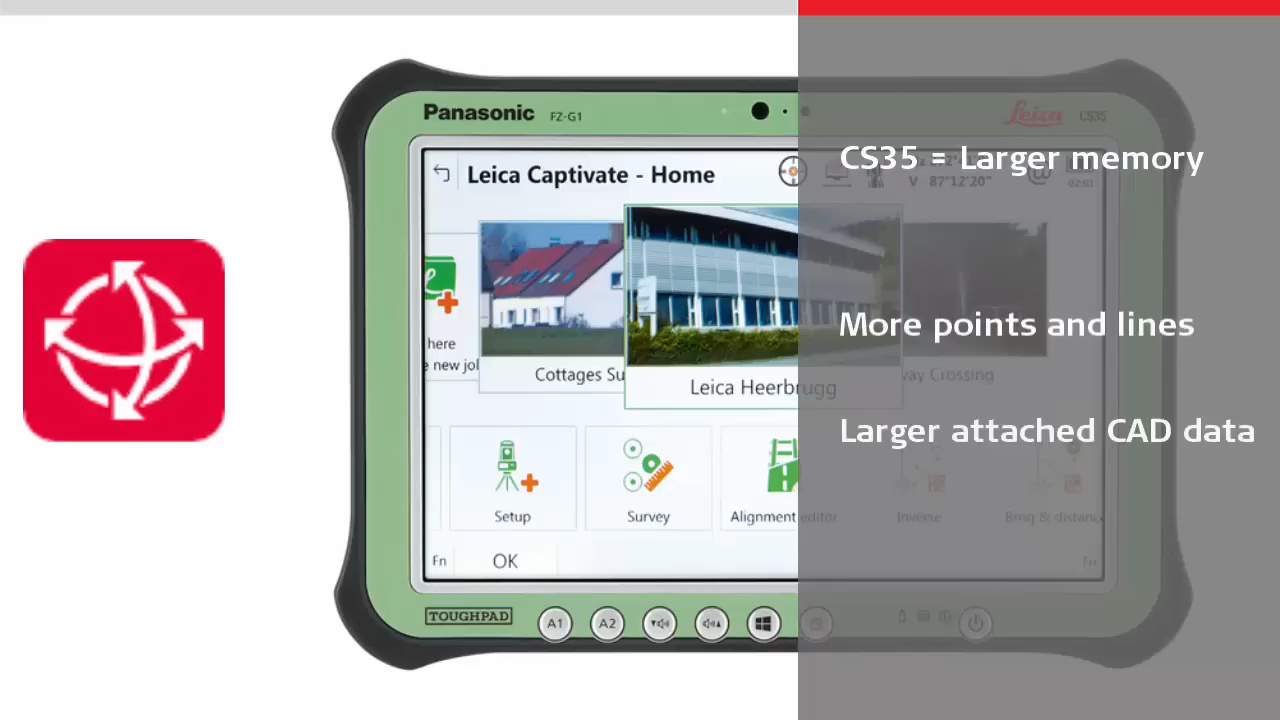 Panasonic FZ-G1 Leica CS35
Leica Captivate - Home
CS35 = Larger memory
V 87°12'20"
More points and lines
here
new jol
Cottages Su
Leica Heerbrugg
way Crossing
Larger attached CAD data
Setup
Survey
Alignment editor
Inverse
Brng & distance
Fn
OK
Fn
TOUGHPAD
A1
A2